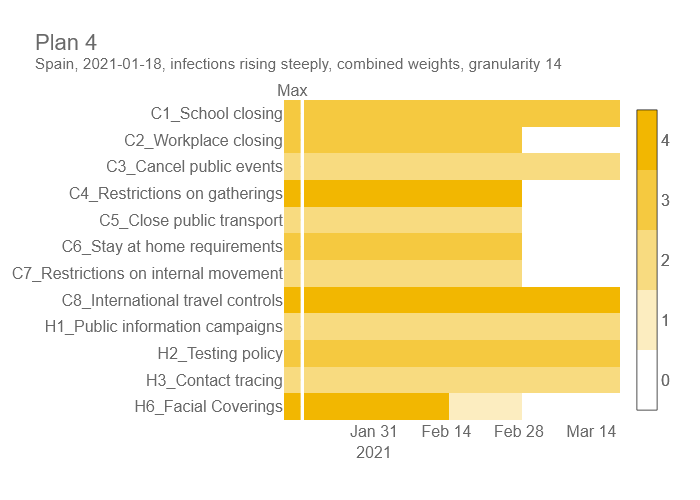 Plan 4
Spain, 2021-01-18, infections rising steeply, combined weights, granularity 14
Max
C1_School closing
C2_Workplace closing
C3_Cancel public events
C4_Restrictions on gatherings
C5_Close public transport
C6_Stay at home requirements
C7_Restrictions on internal movement
C8_International travel controls
H1_Public information campaigns
H2_Testing policy
H3_Contact tracing
H6_Facial Coverings
Jan 31 Feb 14 Feb 28 Mar 14
2021
4
3
2
1
0